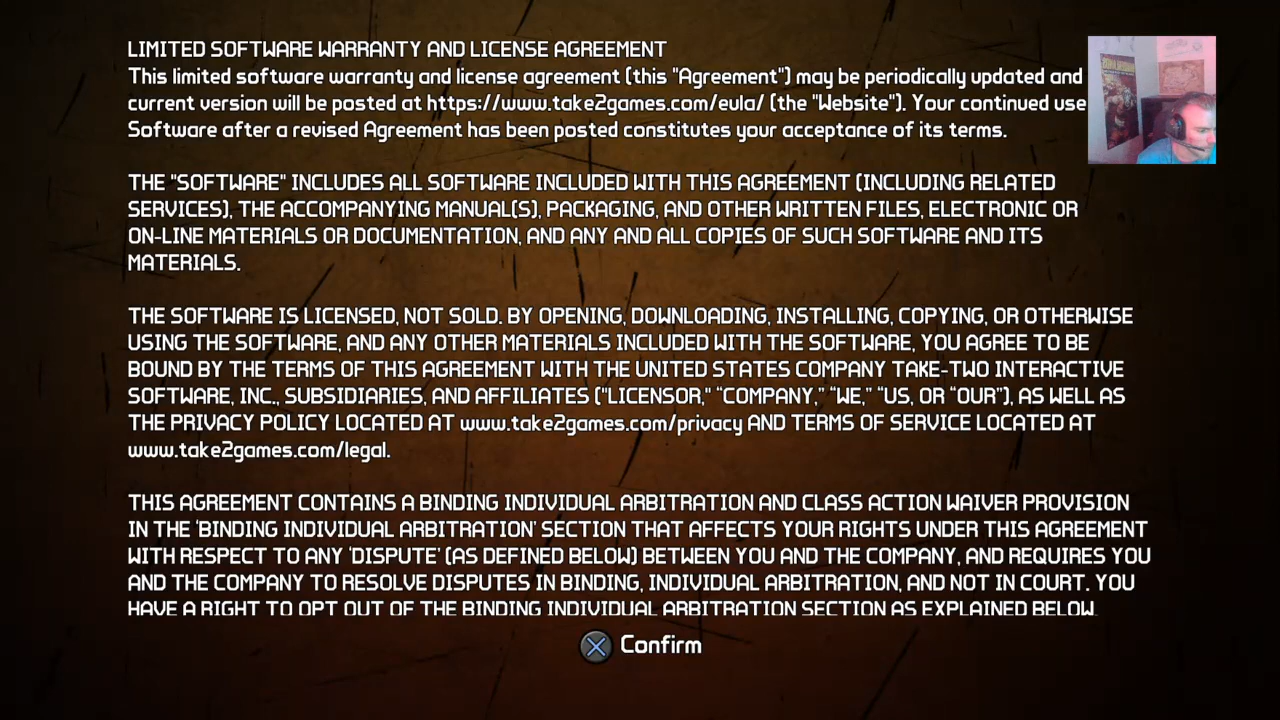 LIMITED SOFTWARE WARRANTY AND LICENSE AGREEMENT
This limited software warranty and license agreement (this "Agreement") may be periodically updated and
current version will be posted at https://www.take2games.com/eula/ (the "Website"). Your continued use
Software after a revised Agreement has been posted constitutes your acceptance of its terms.
THE "SOFTWARE" INCLUDES ALL SOFTWARE INCLUDED WITH THIS AGREEMENT (INCLUDING RELATED
SERVICES), THE ACCOMPANYING MANUAL(S), PACKAGING, AND OTHER WRITTEN FILES, ELECTRONIC OR
ON-LINE MATERIALS OR DOCUMENTATION, AND ANY AND ALL COPIES OF SUCH SOFTWARE AND ITS
MATERIALS.
THE SOFTWARE IS LICENSED, NOT SOLD. BY OPENING, DOWNLOADING, INSTALLING, COPYING, OR OTHERWISE
USING THE SOFTWARE, AND ANY OTHER MATERIALS INCLUDED WITH THE SOFTWARE, YOU AGREE TO BE
BOUND BY THE TERMS OF THIS AGREEMENT WITH THE UNITED STATES COMPANY TAKE-TWO INTERACTIVE
SOFTWARE, INC., SUBSIDIARIES, AND AFFILIATES ("LICENSOR," “COMPANY,” “WE,” “US, OR “OUR”), AS WELL AS
THE PRIVACY POLICY LOCATED AT www.take2games.com/privacy AND TERMS OF SERVICE LOCATED AT
www.take2games.com/legal.
THIS AGREEMENT CONTAINS A BINDING INDIVIDUAL ARBITRATION AND CLASS ACTION WAIVER PROVISION
IN THE 'BINDING INDIVIDUAL ARBITRATION' SECTION THAT AFFECTS YOUR RIGHTS UNDER THIS AGREEMENT
WITH RESPECT TO ANY 'DISPUTE' (AS DEFINED BELOW) BETWEEN YOU AND THE COMPANY, AND REQUIRES YOU
AND THE COMPANY TO RESOLVE DISPUTES IN BINDING, INDIVIDUAL ARBITRATION, AND NOT IN COURT. YOU
HAVE A RIGHT TO OPT OUT OF THE BINDING INDIVIDUAL ARBITRATION SECTION AS EXPLAINED BELOW.
Confirm